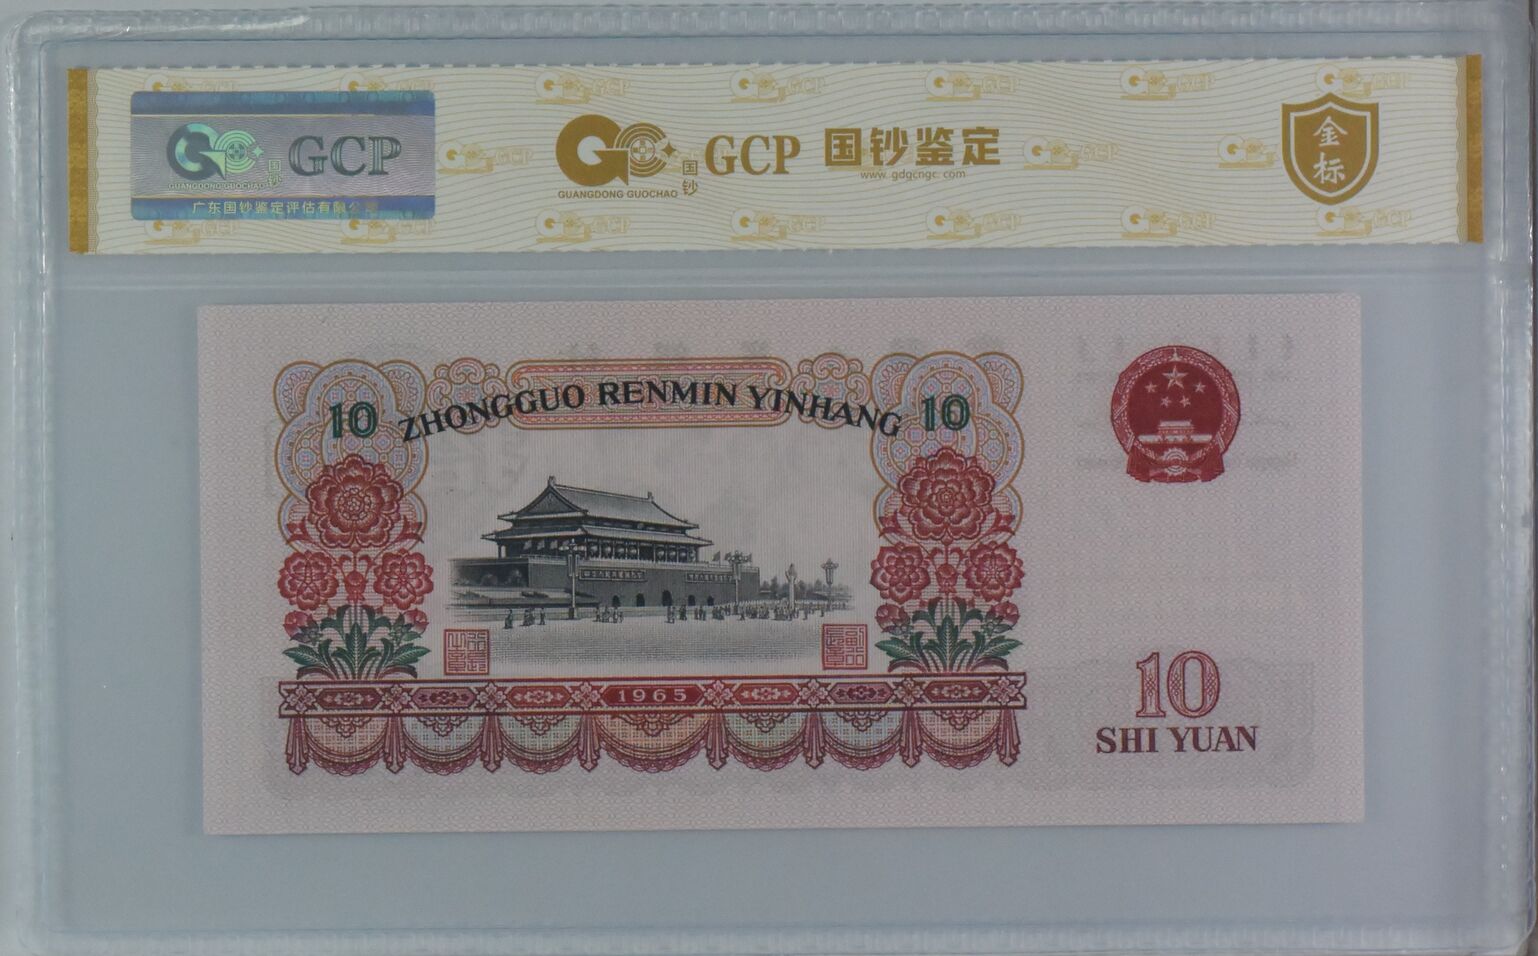 GCP
国钞
GUANGDONG GUOCHAO
广东国钞鉴定评估有限公司
国钞
GCP 国钞鉴定
GUANGDONG GUOCHAO
www.gdgcngc.com
金标
10 ZHONGGUO RENMIN YINHANG 10
1965
10
SHI YUAN